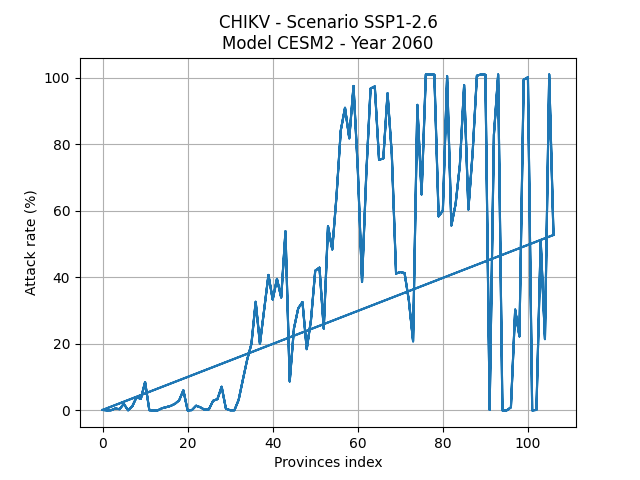 CHIKV - Scenario SSP1-2.6
Model CESM2 - Year 2060
Attack rate (%)
100
80
60
40
20
0
0 20 40 60 80 100
Provinces index